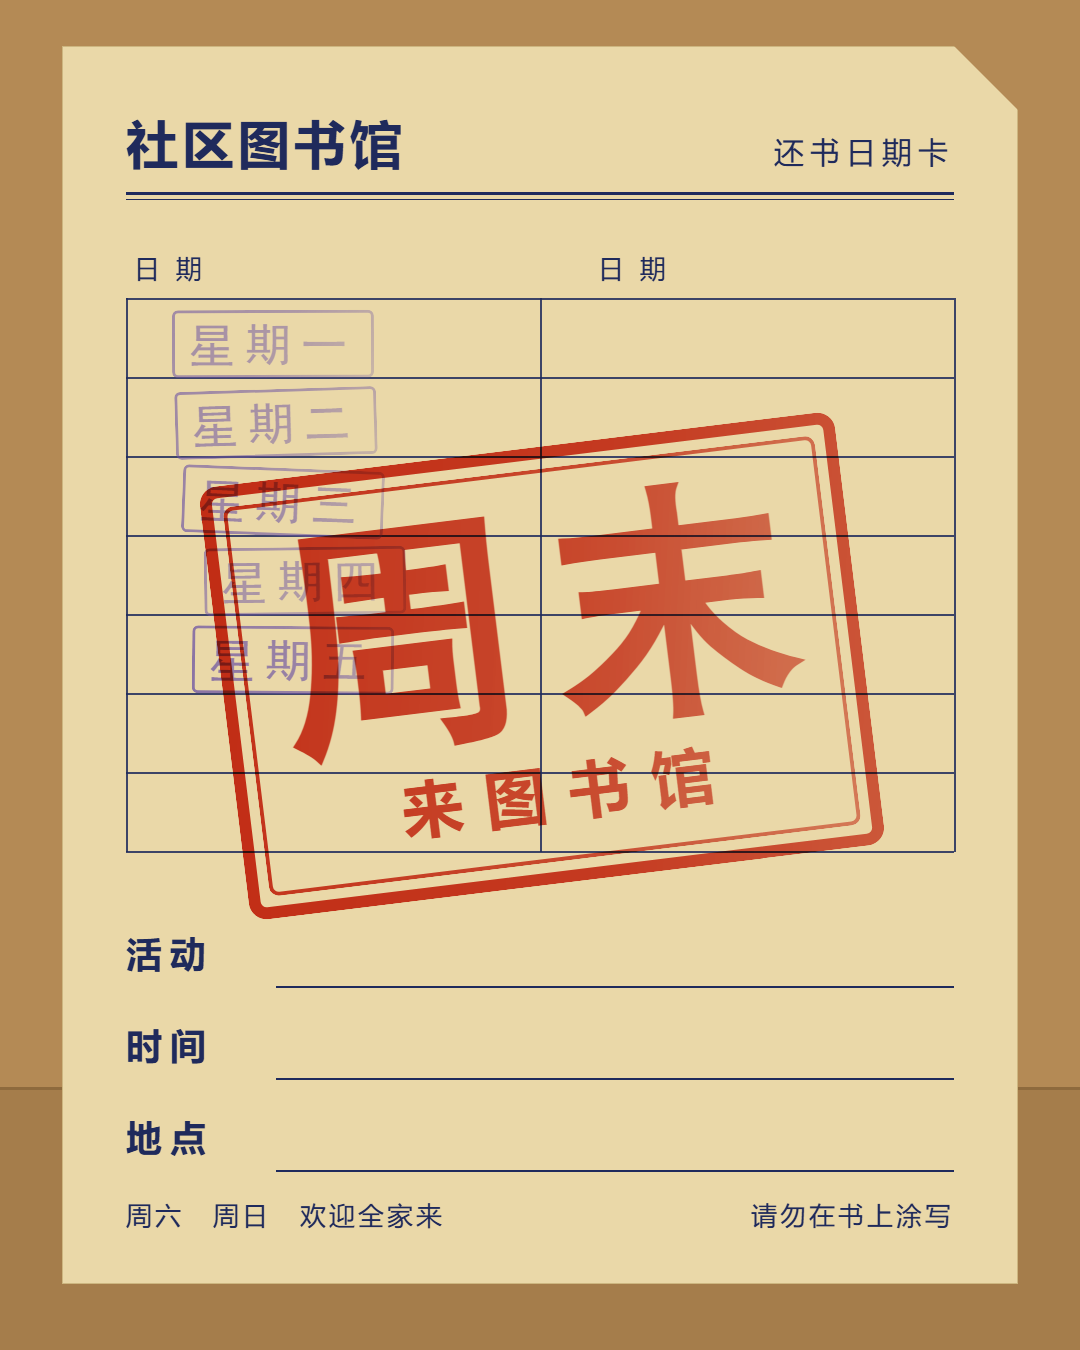 社区图书馆
还书日期卡
日期
日期
星期一
星期二
星期三
星期四
星期五
周末
来图书馆
活动
时间
地点
周六 周日 欢迎全家来
请勿在书上涂写